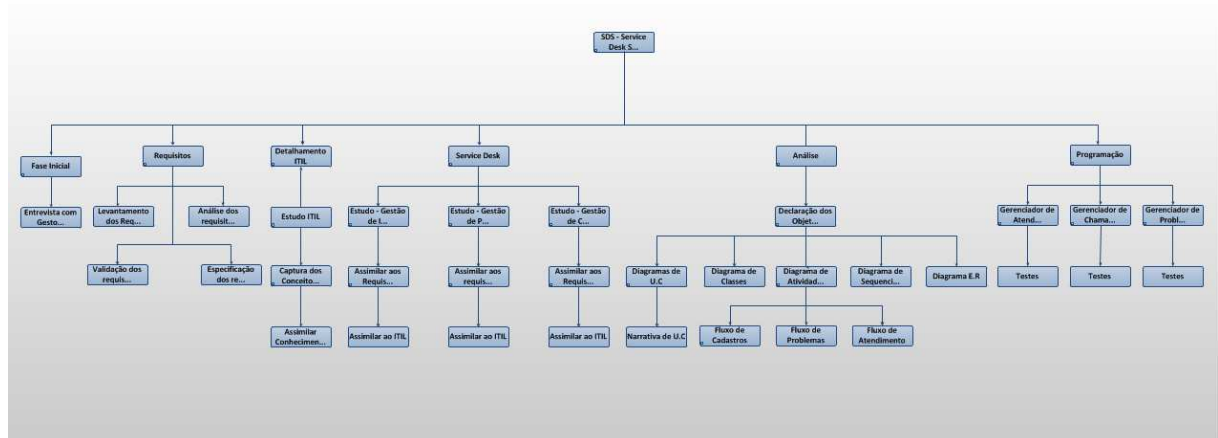 SDS - Service
Desk S...
Fase Inicial
Requisitos
Detalhamento
ITIL
Service Desk
Análise
Programação
Entrevista com
Gesto...
Levantamento
dos Req...
Análise dos
requisit...
Estudo ITIL
Estudo - Gestão
de I...
Estudo - Gestão
de P...
Estudo - Gestão
de C...
Declaração dos
Objet...
Gerenciador de
Atend...
Gerenciador de
Chama...
Gerenciador de
Probl...
Validação dos
requis...
Especificação
dos re...
Captura dos
Conceito...
Assimilar aos
Requis...
Assimilar aos
requis...
Assimilar aos
Requis...
Diagramas de
U.C
Diagrama de
Classes
Diagrama de
Atividad...
Diagrama de
Sequenci...
Diagrama E.R
Testes
Testes
Testes
Assimilar
Conhecimen...
Assimilar ao ITIL
Assimilar ao ITIL
Assimilar ao ITIL
Narrativa de U.C
Fluxo de
Cadastros
Fluxo de
Problemas
Fluxo de
Atendimento